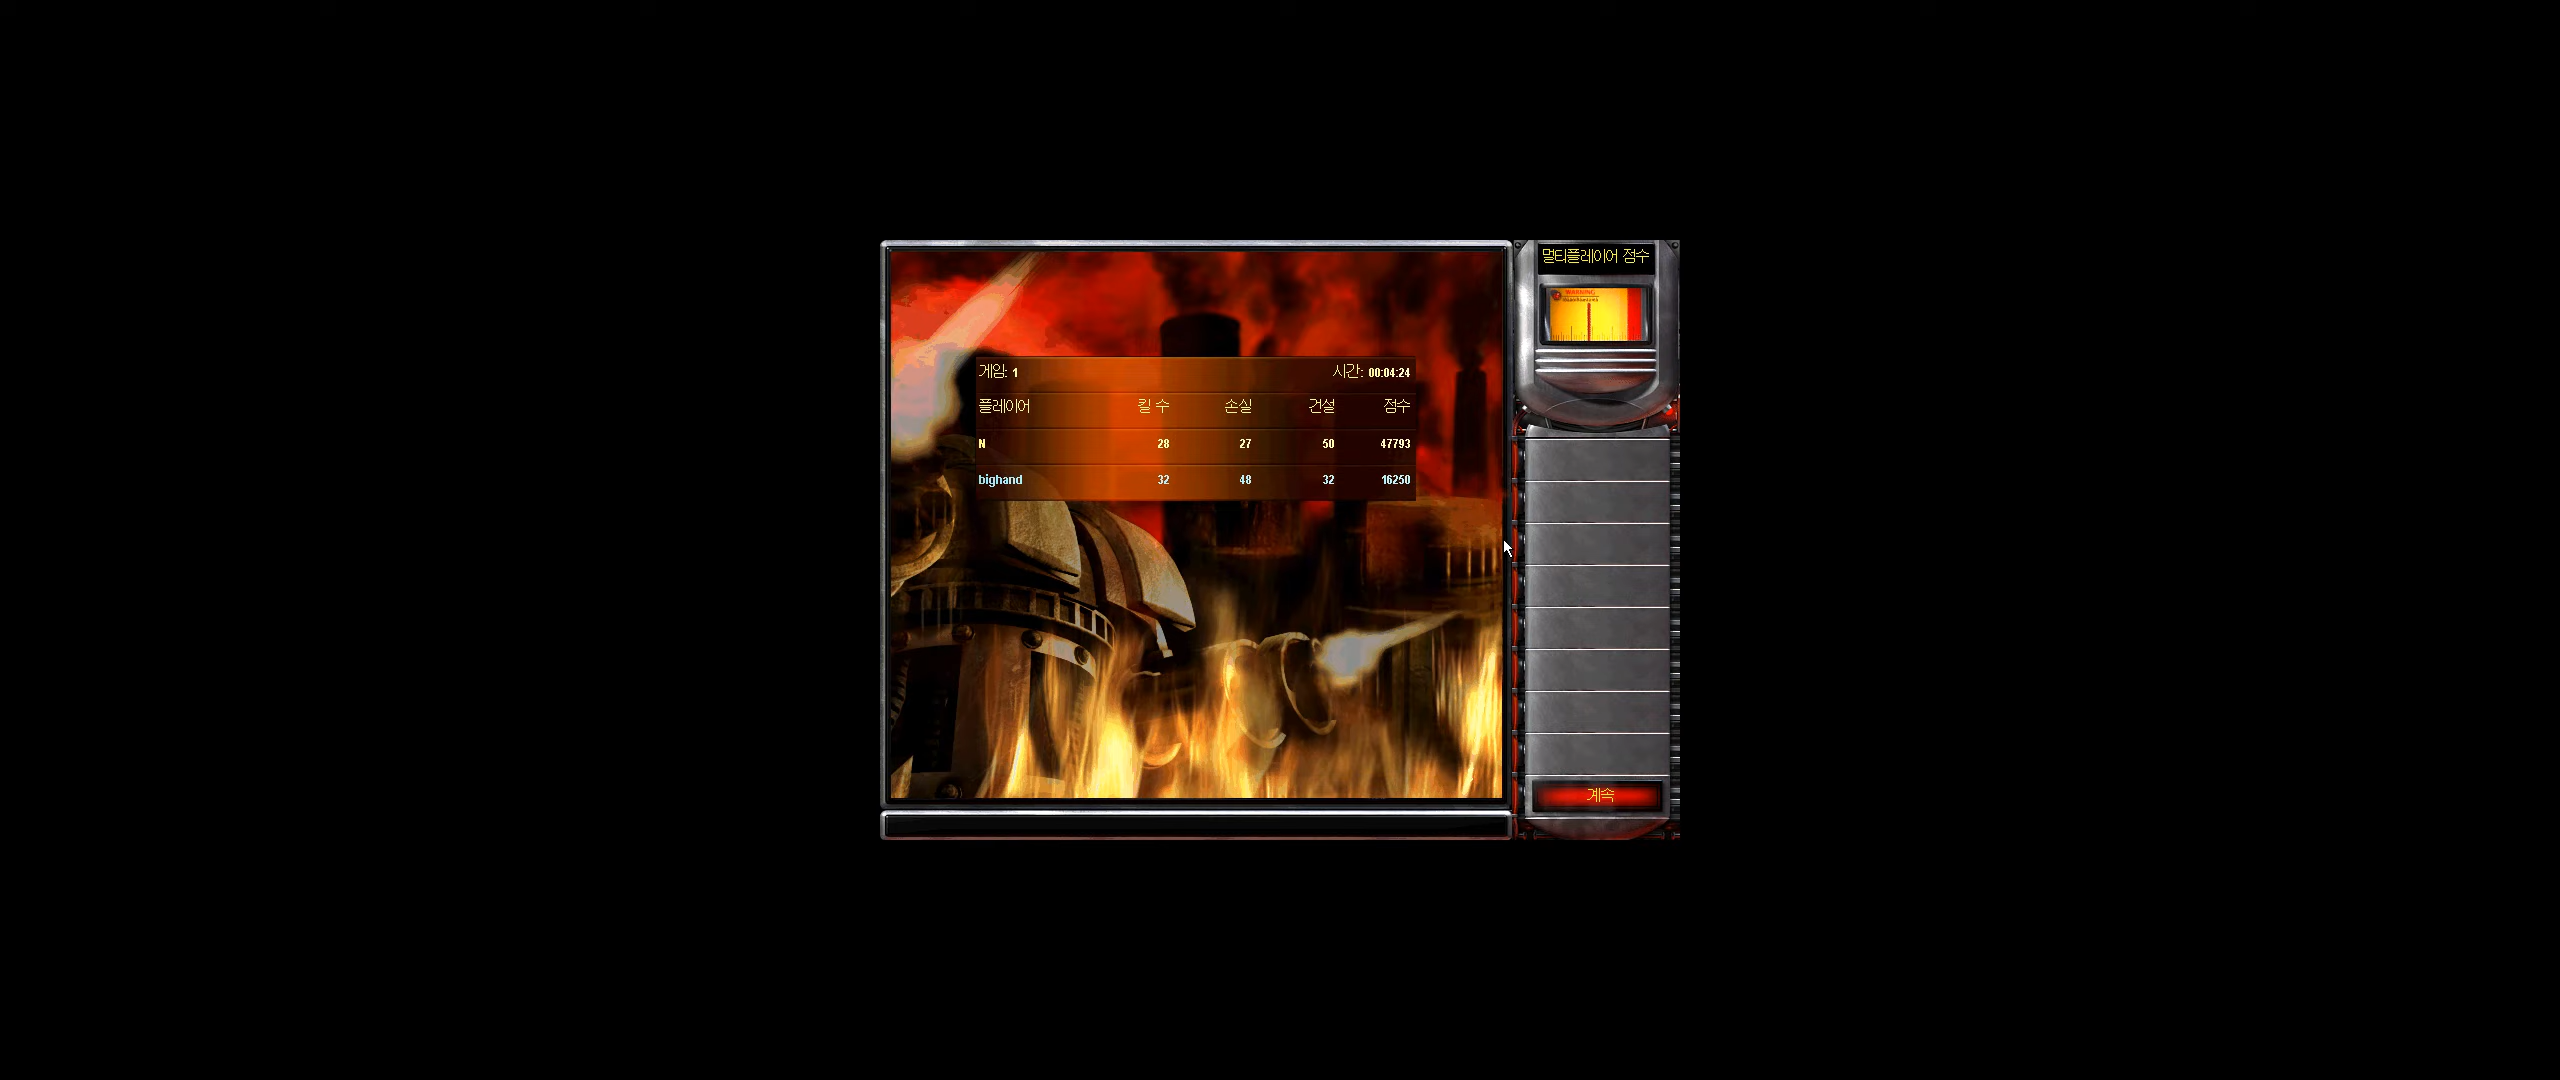 멀티플레이어 점수
WARNING
게임: 1 시간: 00:04:24
플레이어 킬 수 손실 건설 점수
N 28 27 50 47793
bighand 32 48 32 16250
계속